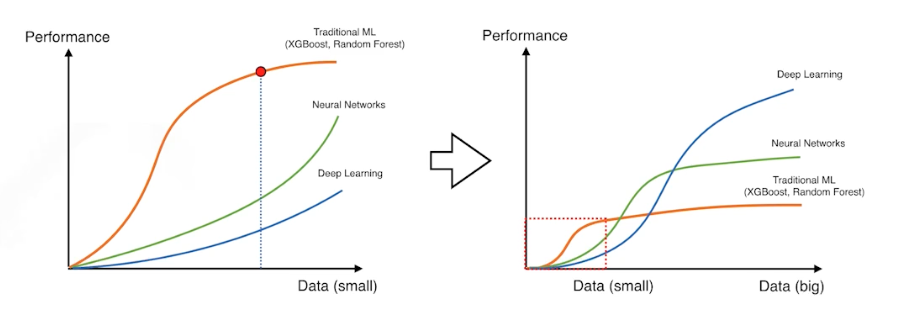 Performance
Traditional ML
(XGBoost, Random Forest)
Neural Networks
Deep Learning
Data (small)
Performance
Deep Learning
Neural Networks
Traditional ML
(XGBoost, Random Forest)
Data (small)
Data (big)